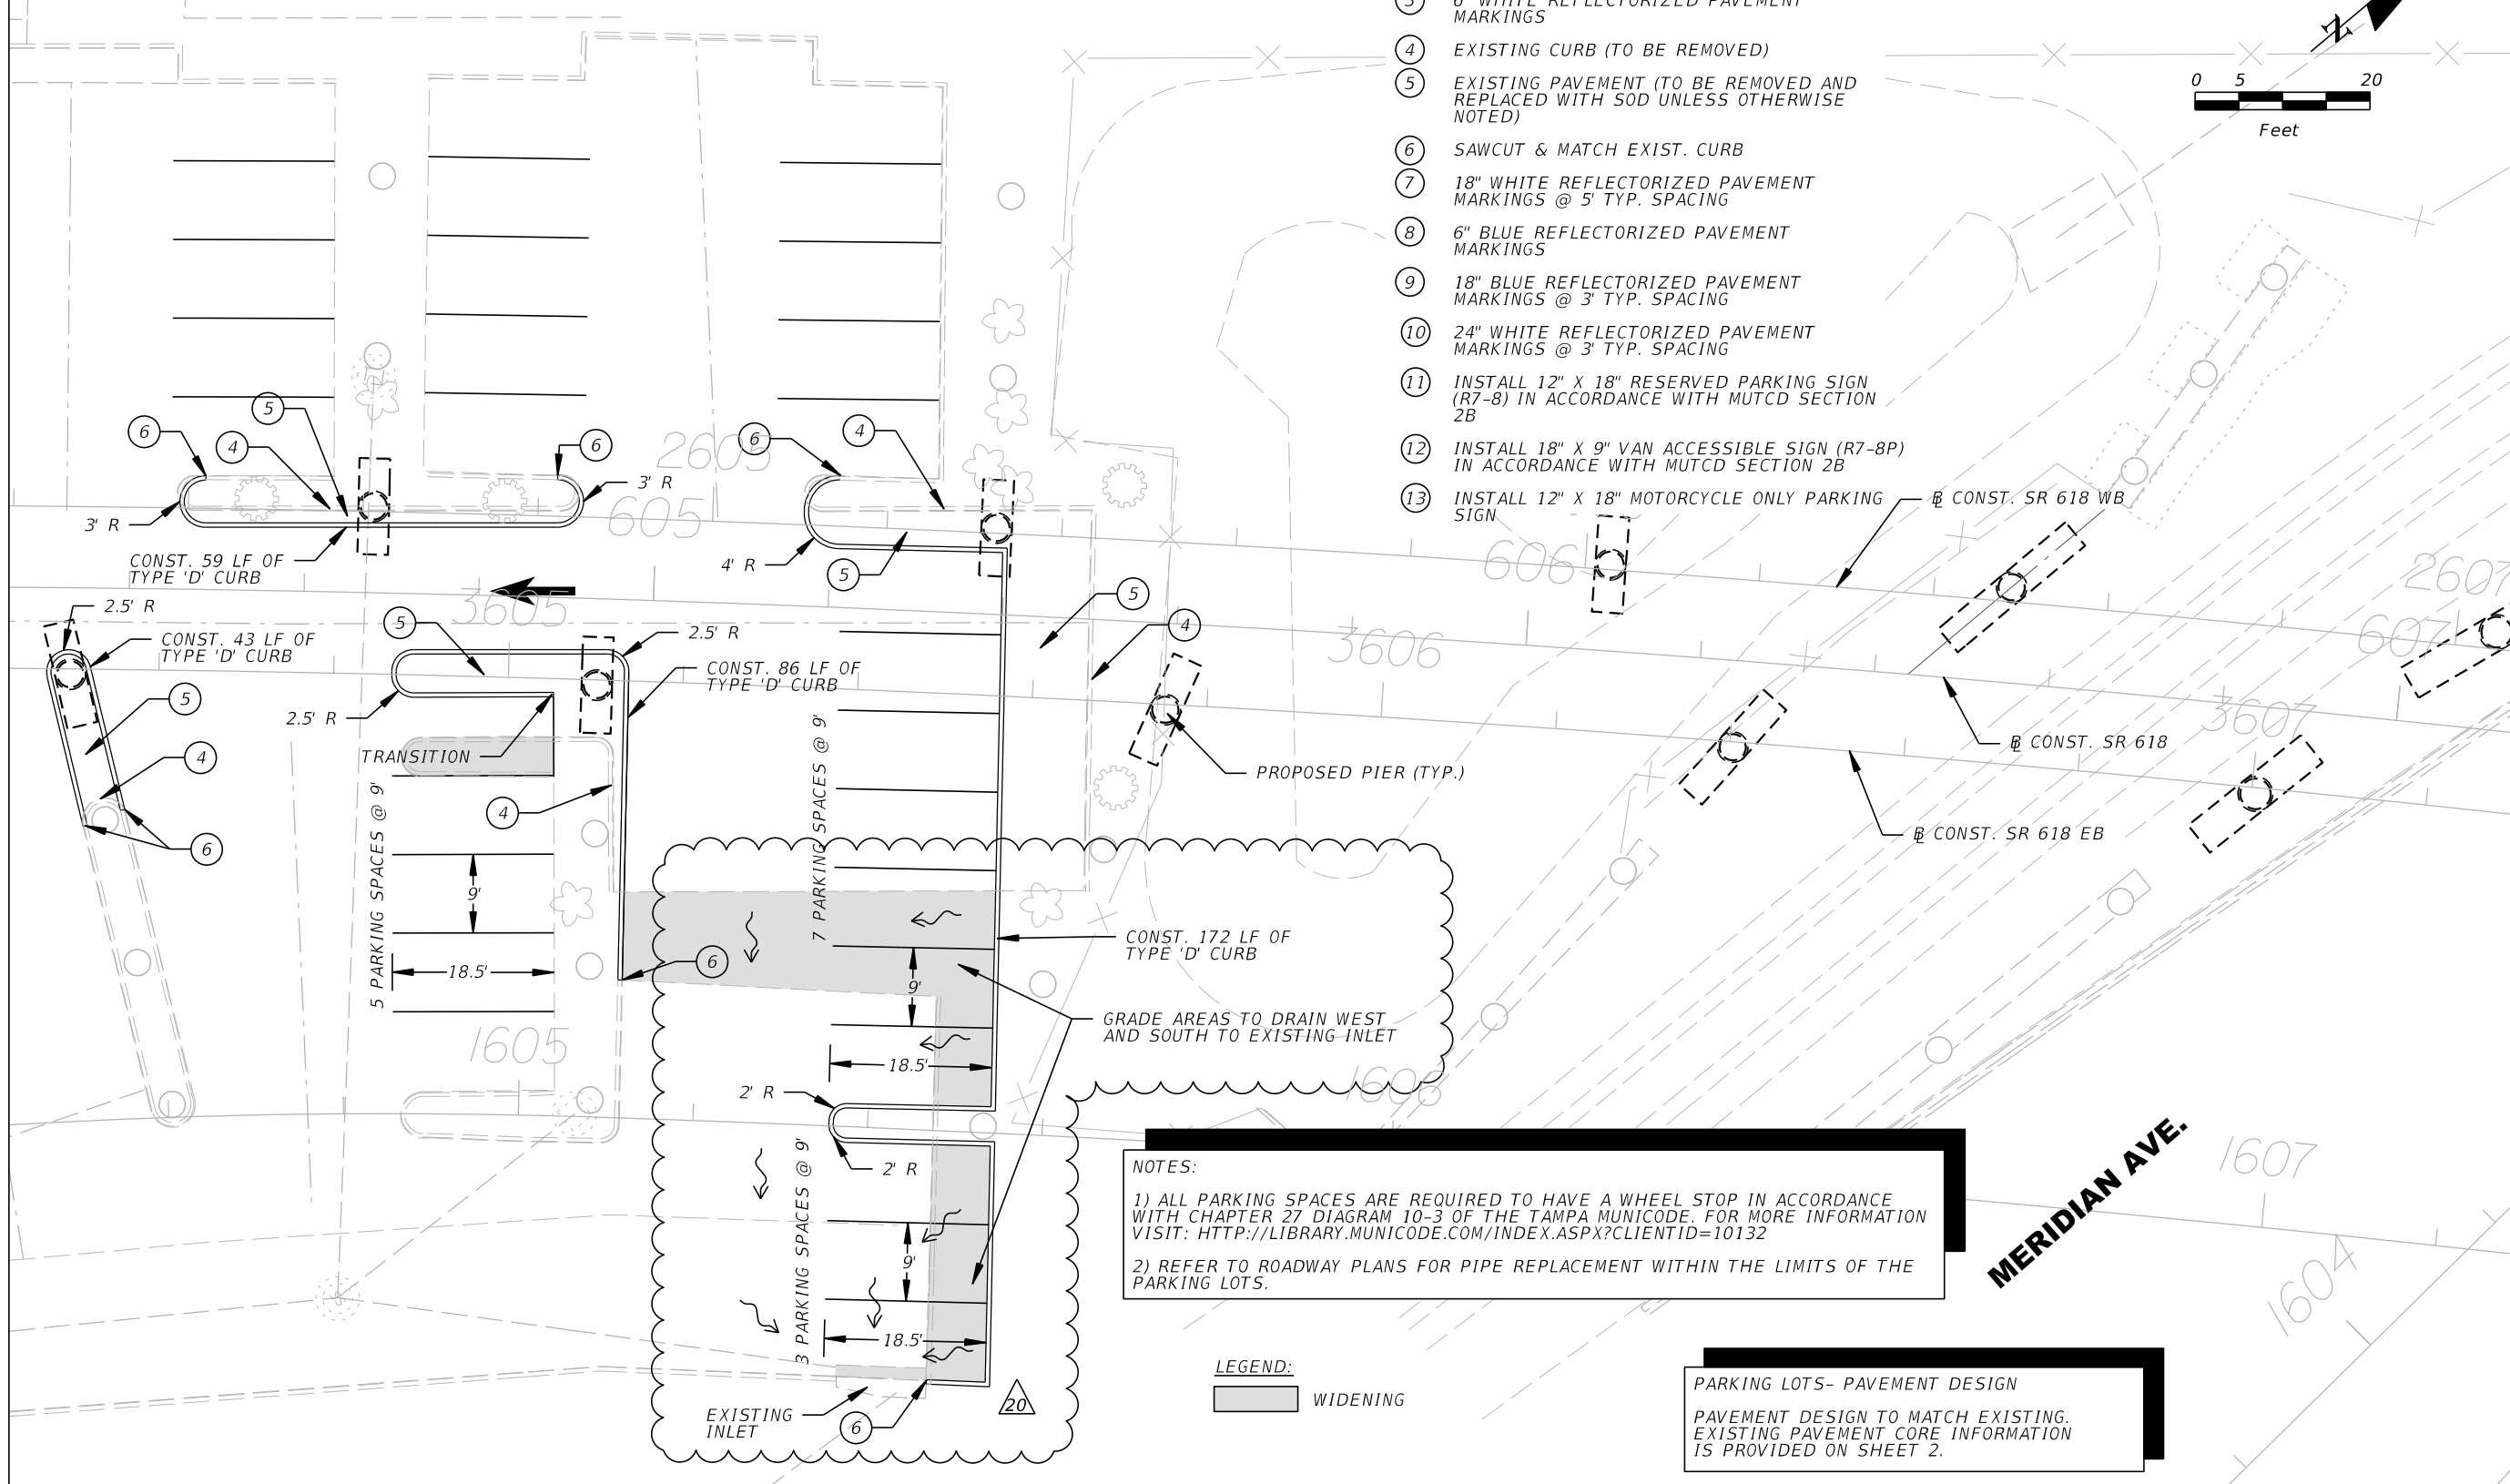 3
6" WHITE REFLECTORIZED PAVEMENT
MARKINGS
4
EXISTING CURB (TO BE REMOVED)
5
EXISTING PAVEMENT (TO BE REMOVED AND
REPLACED WITH SOD UNLESS OTHERWISE
NOTED)
6
SAWCUT & MATCH EXIST. CURB
7
18" WHITE REFLECTORIZED PAVEMENT
MARKINGS @ 5' TYP. SPACING
8
6" BLUE REFLECTORIZED PAVEMENT
MARKINGS
9
18" BLUE REFLECTORIZED PAVEMENT
MARKINGS @ 3' TYP. SPACING
10
24" WHITE REFLECTORIZED PAVEMENT
MARKINGS @ 3' TYP. SPACING
11
INSTALL 12" X 18" RESERVED PARKING SIGN
(R7-8) IN ACCORDANCE WITH MUTCD SECTION
2B
12
INSTALL 18" X 9" VAN ACCESSIBLE SIGN (R7-8P)
IN ACCORDANCE WITH MUTCD SECTION 2B
13
INSTALL 12" X 18" MOTORCYCLE ONLY PARKING
SIGN
N
0 5 20
Feet
5
6
4
6
3' R
3' R
2605
605
6
4
4' R
5
CONST. 59 LF OF
TYPE 'D' CURB
606
℄ CONST. SR 618 WB
2607
607
3605
2.5' R
CONST. 43 LF OF
TYPE 'D' CURB
5
4
6
5
2.5' R
2.5' R
CONST. 86 LF OF
TYPE 'D' CURB
TRANSITION
4
5
4
3606
3607
PROPOSED PIER (TYP.)
℄ CONST. SR 618
℄ CONST. SR 618 EB
5 PARKING SPACES @ 9'
9'
18.5'
7 PARKING SPACES @ 9'
6
9'
18.5'
CONST. 172 LF OF
TYPE 'D' CURB
GRADE AREAS TO DRAIN WEST
AND SOUTH TO EXISTING INLET
1605
1606
2' R
2' R
3 PARKING SPACES @ 9'
9'
18.5'
EXISTING
INLET
6
20
NOTES:
1) ALL PARKING SPACES ARE REQUIRED TO HAVE A WHEEL STOP IN ACCORDANCE
WITH CHAPTER 27 DIAGRAM 10-3 OF THE TAMPA MUNICODE. FOR MORE INFORMATION
VISIT: HTTP://LIBRARY.MUNICODE.COM/INDEX.ASPX?CLIENTID=10132
2) REFER TO ROADWAY PLANS FOR PIPE REPLACEMENT WITHIN THE LIMITS OF THE
PARKING LOTS.
MERIDIAN AVE.
1607
1604
LEGEND:
WIDENING
PARKING LOTS- PAVEMENT DESIGN
PAVEMENT DESIGN TO MATCH EXISTING.
EXISTING PAVEMENT CORE INFORMATION
IS PROVIDED ON SHEET 2.